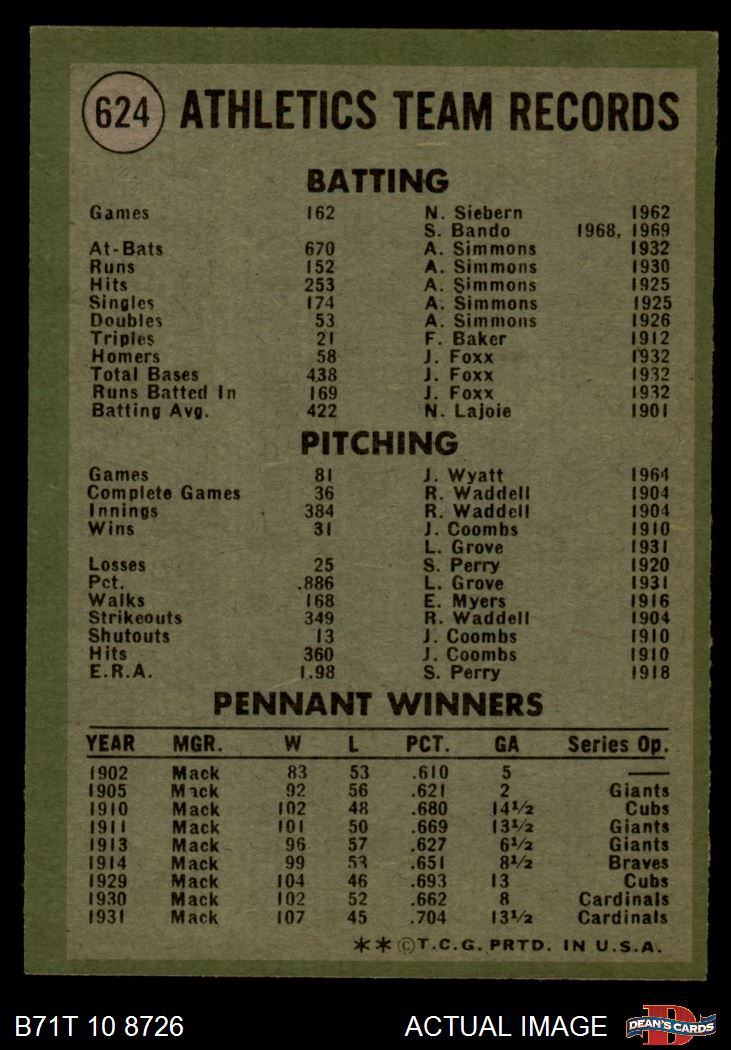 624 ATHLETICS TEAM RECORDS
BATTING
Games 162 N. Siebern 1962
S. Bando 1968, 1969
At-Bats 670 A. Simmons 1932
Runs 152 A. Simmons 1930
Hits 253 A. Simmons 1925
Singles 174 A. Simmons 1925
Doubles 53 A. Simmons 1926
Triples 21 F. Baker 1912
Homers 58 J. Foxx 1932
Total Bases 438 J. Foxx 1932
Runs Batted In 169 J. Foxx 1932
Batting Avg. 422 N. Lajoie 1901
PITCHING
Games 81 J. Wyatt 1964
Complete Games 36 R. Waddell 1904
Innings 384 R. Waddell 1904
Wins 31 J. Coombs 1910
L. Grove 1931
Losses 25 S. Perry 1920
Pct. .886 L. Grove 1931
Walks 168 E. Myers 1916
Strikeouts 349 R. Waddell 1904
Shutouts 13 J. Coombs 1910
Hits 360 J. Coombs 1910
E.R.A. 1.98 S. Perry 1918
PENNANT WINNERS
YEAR MGR. W L PCT. GA Series Op.
1902 Mack 83 53 .610 5 ——
1905 Mack 92 56 .621 2 Giants
1910 Mack 102 48 .680 14½ Cubs
1911 Mack 101 50 .669 13½ Giants
1913 Mack 96 57 .627 6½ Giants
1914 Mack 99 53 .651 8½ Braves
1929 Mack 104 46 .693 13 Cubs
1930 Mack 102 52 .662 8 Cardinals
1931 Mack 107 45 .704 13½ Cardinals
**©T.C.G. PRTD. IN U.S.A.
B71T 10 8726 ACTUAL IMAGE D DEAN'S CARDS